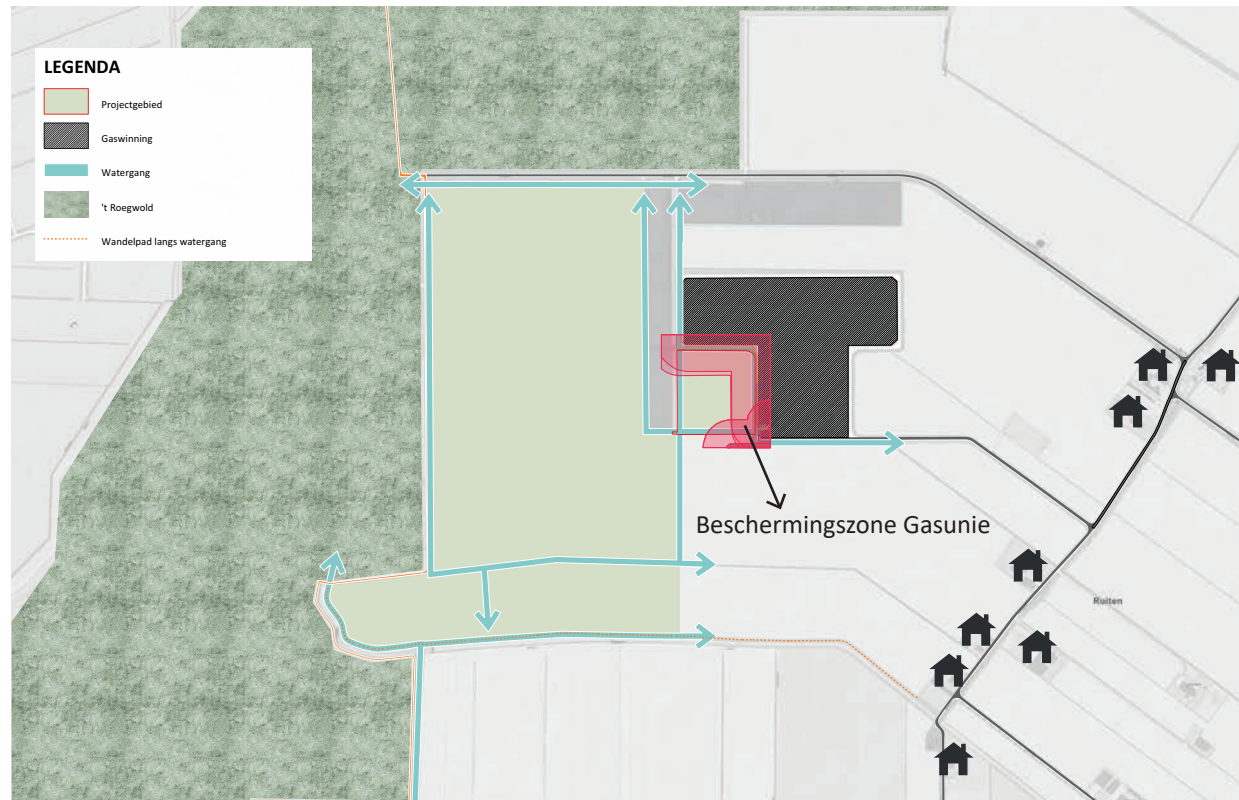 LEGENDA
Projectgebied
Gaswinning
Watergang
't Roegwold
Wandelpad langs watergang
Beschermingszone Gasunie
Ruiten